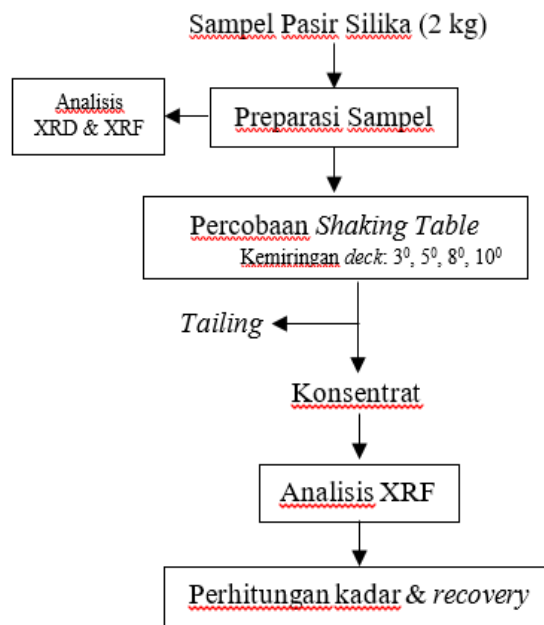 Sampel Pasir Silika (2 kg)
Analisis
XRD & XRF
Preparasi Sampel
Percobaan Shaking Table
Kemiringan deck: 3⁰, 5⁰, 8⁰, 10⁰
Tailing
Konsentrat
Analisis XRF
Perhitungan kadar & recovery